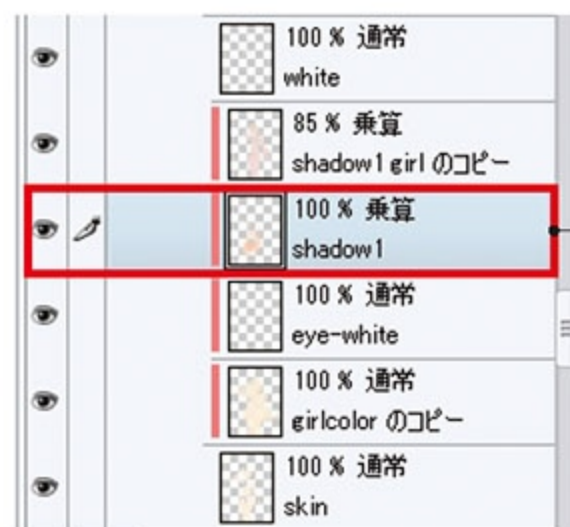 100 % 通常
white
85 % 乗算
shadow1 girl のコピー
100 % 乗算
shadow1
100 % 通常
eye-white
100 % 通常
girlcolor のコピー
100 % 通常
skin